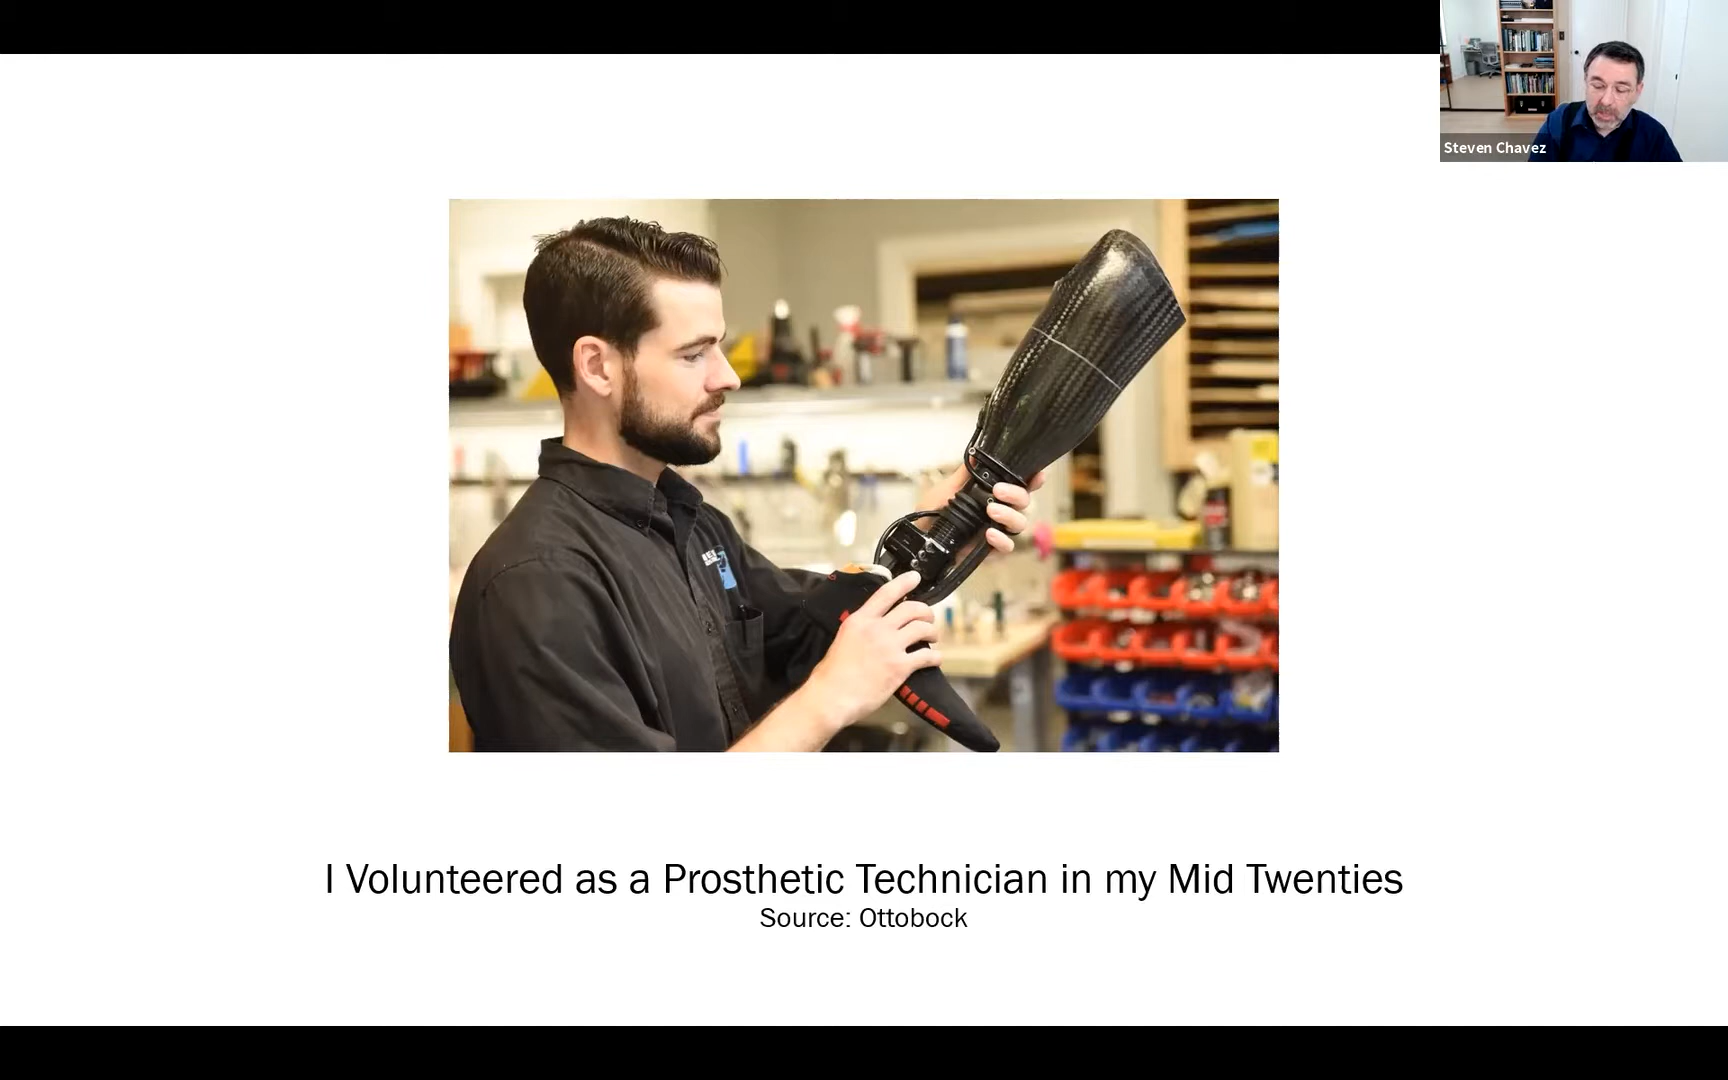 Steven Chavez
I Volunteered as a Prosthetic Technician in my Mid Twenties
Source: Ottobock